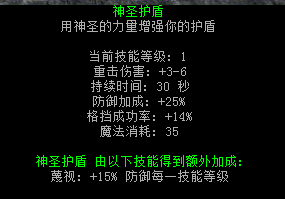 神圣护盾
用神圣的力量增强你的护盾
当前技能等级: 1
重击伤害: +3-6
持续时间: 30 秒
防御加成: +25%
格挡成功率: +14%
魔法消耗: 35
神圣护盾 由以下技能得到额外加成:
蔑视: +15% 防御每一技能等级